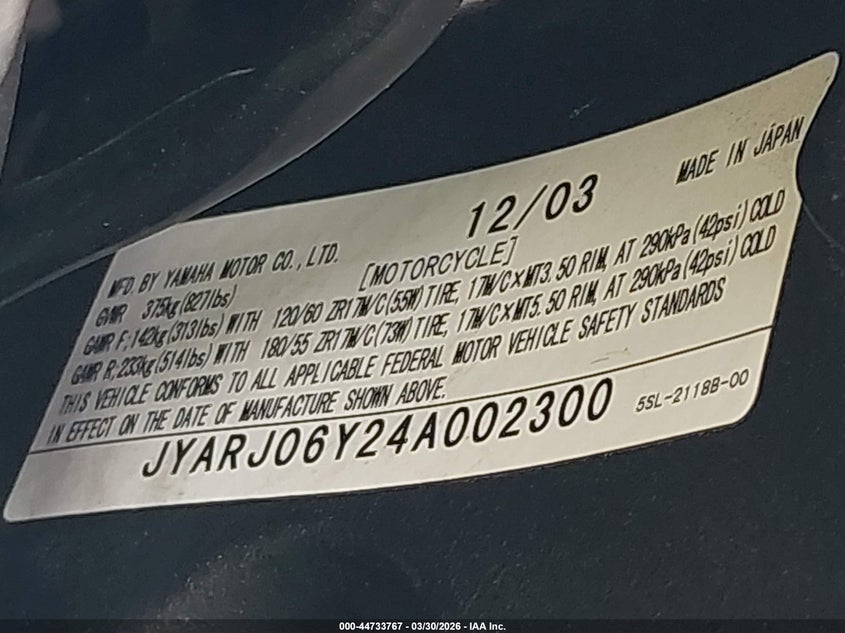 12/03 MADE IN JAPAN
MFD. BY YAMAHA MOTOR CO., LTD. [MOTORCYCLE]
GVWR 375kg(827lbs)
GAWR F:142kg(313lbs)WITH 120/60 ZR17M/C(55W)TIRE, 17M/C×MT3.50 RIM, AT 290kPa(42psi)COLD
GAWR R:233kg(514lbs)WITH 180/55 ZR17M/C(73W)TIRE, 17M/C×MT5.50 RIM, AT 290kPa(42psi)COLD
THIS VEHICLE CONFORMS TO ALL APPLICABLE FEDERAL MOTOR VEHICLE SAFETY STANDARDS
IN EFFECT ON THE DATE OF MANUFACTURE SHOWN ABOVE.
JYARJ06Y24A002300 5SL-2118B-00
000-44733767 - 03/30/2026 - IAA Inc.